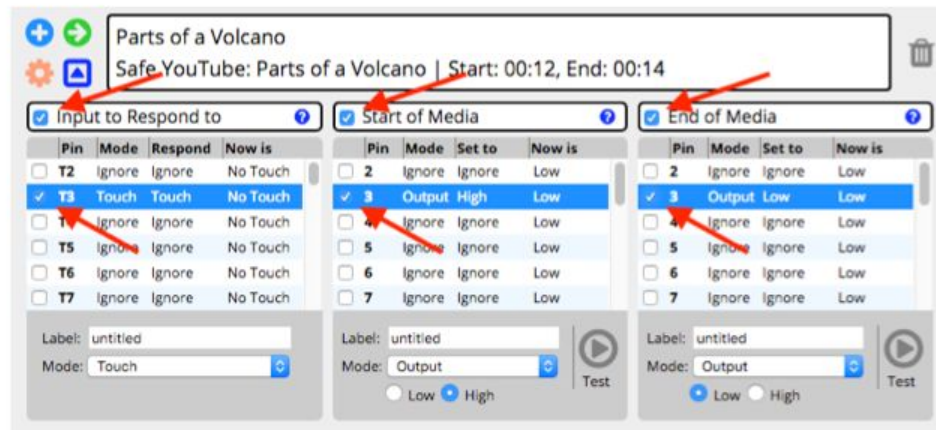 Parts of a Volcano
Safe YouTube: Parts of a Volcano | Start: 00:12, End: 00:14
Input to Respond to ?
Start of Media ?
End of Media ?
Pin Mode Respond Now is
T2 Ignore Ignore No Touch
T3 Touch Touch No Touch
Ignore Ignore No Touch
T5 Ignore Ignore No Touch
T6 Ignore Ignore No Touch
T7 Ignore Ignore No Touch
Label: untitled
Mode: Touch
Pin Mode Set to Now is
2 Ignore Ignore Low
3 Output High Low
4 Ignore Ignore Low
5 Ignore Ignore Low
6 Ignore Ignore Low
7 Ignore Ignore Low
Label: untitled
Mode: Output
Low High
Test
Pin Mode Set to Now is
2 Ignore Ignore Low
3 Output Low Low
4 Ignore Ignore Low
5 Ignore Ignore Low
6 Ignore Ignore Low
7 Ignore Ignore Low
Label: untitled
Mode: Output
Low High
Test